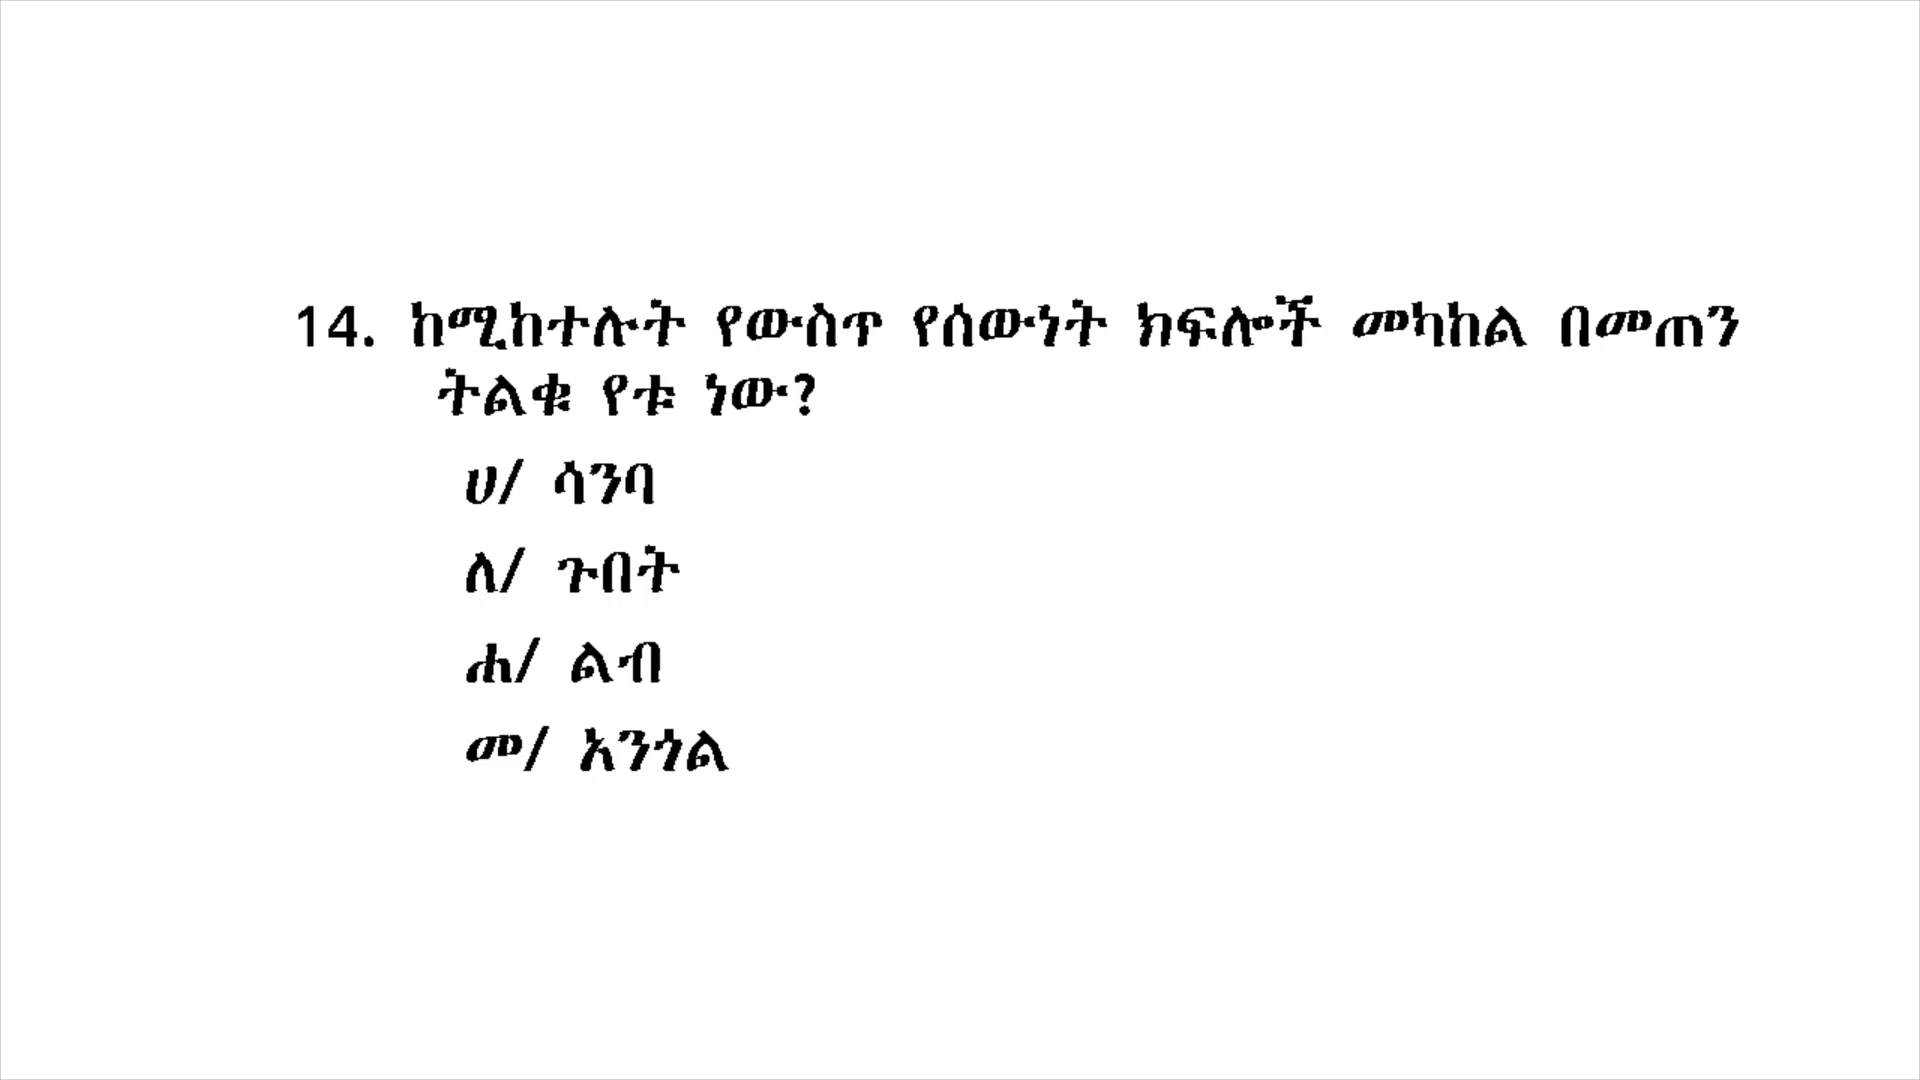 14. ከሚከተሉት የውስጥ የሰውነት ክፍሎች መካከል በመጠን
ትልቁ የቱ ነው?
ሀ/ ሳንባ
ለ/ ጉበት
ሐ/ ልብ
መ/ አንጎል